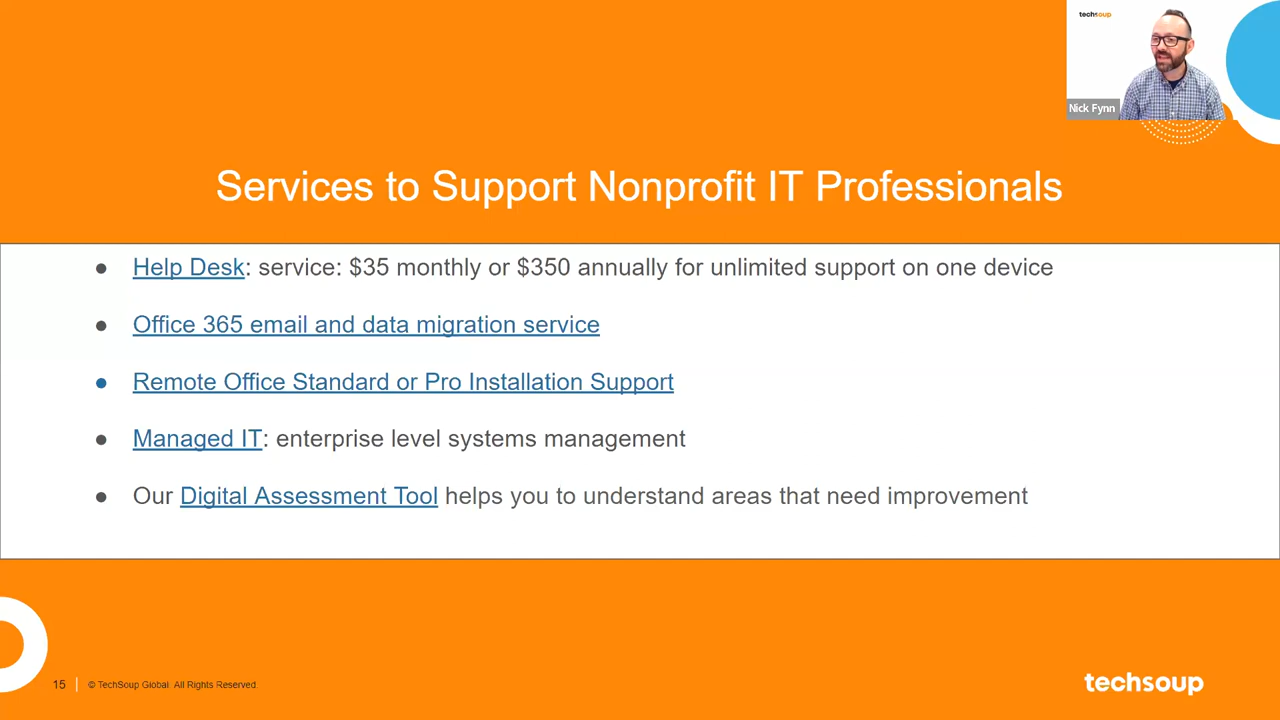 techsoup
Nick Fynn
Services to Support Nonprofit IT Professionals
● Help Desk: service: $35 monthly or $350 annually for unlimited support on one device
● Office 365 email and data migration service
● Remote Office Standard or Pro Installation Support
● Managed IT: enterprise level systems management
● Our Digital Assessment Tool helps you to understand areas that need improvement
15 | © TechSoup Global. All Rights Reserved.
techsoup